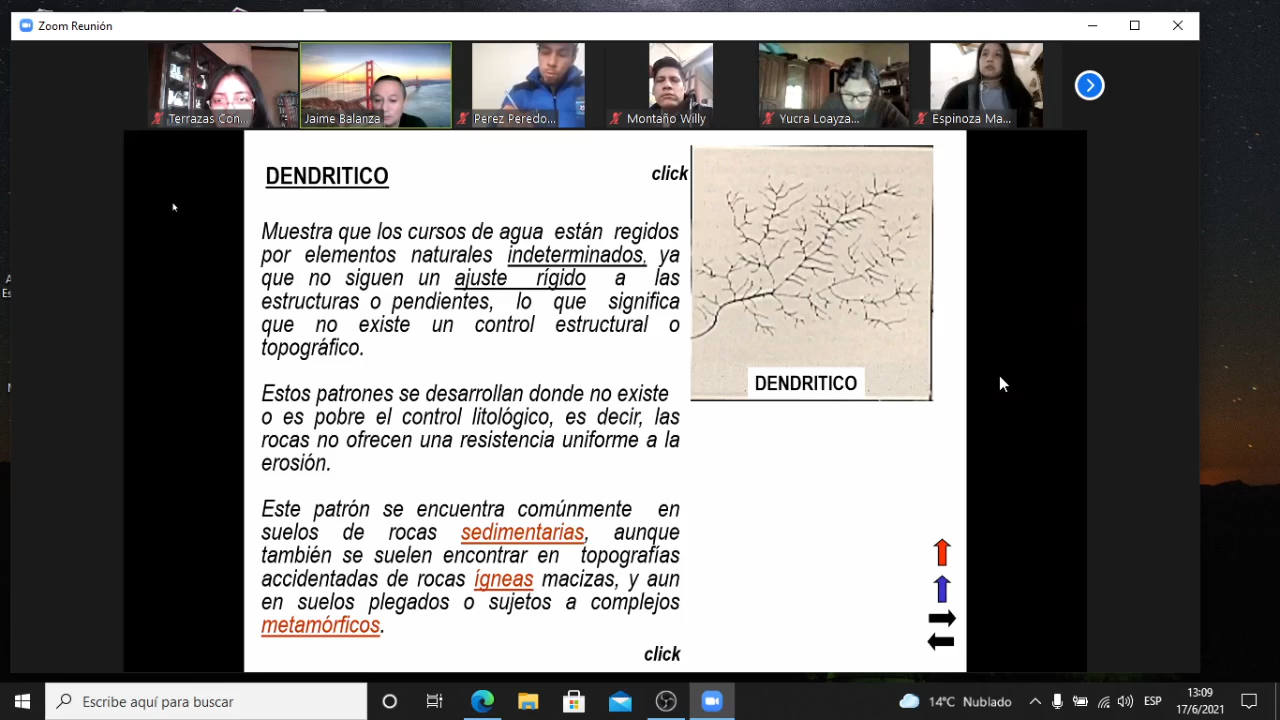 Zoom Reunión
Terrazas Con...
Jaime Balanza
Perez Peredo...
Montaño Willy
Yucra Loayza...
Espinoza Ma...
DENDRITICO
click
Muestra que los cursos de agua están regidos
por elementos naturales indeterminados, ya
que no siguen un ajuste rígido a las
estructuras o pendientes, lo que significa
que no existe un control estructural o
topográfico.
Estos patrones se desarrollan donde no existe
o es pobre el control litológico, es decir, las
rocas no ofrecen una resistencia uniforme a la
erosión.
Este patrón se encuentra comúnmente en
suelos de rocas sedimentarias, aunque
también se suelen encontrar en topografías
accidentadas de rocas ígneas macizas, y aun
en suelos plegados o sujetos a complejos
metamórficos.
click
DENDRITICO
Escribe aquí para buscar
14°C Nublado
ESP
13:09
17/6/2021